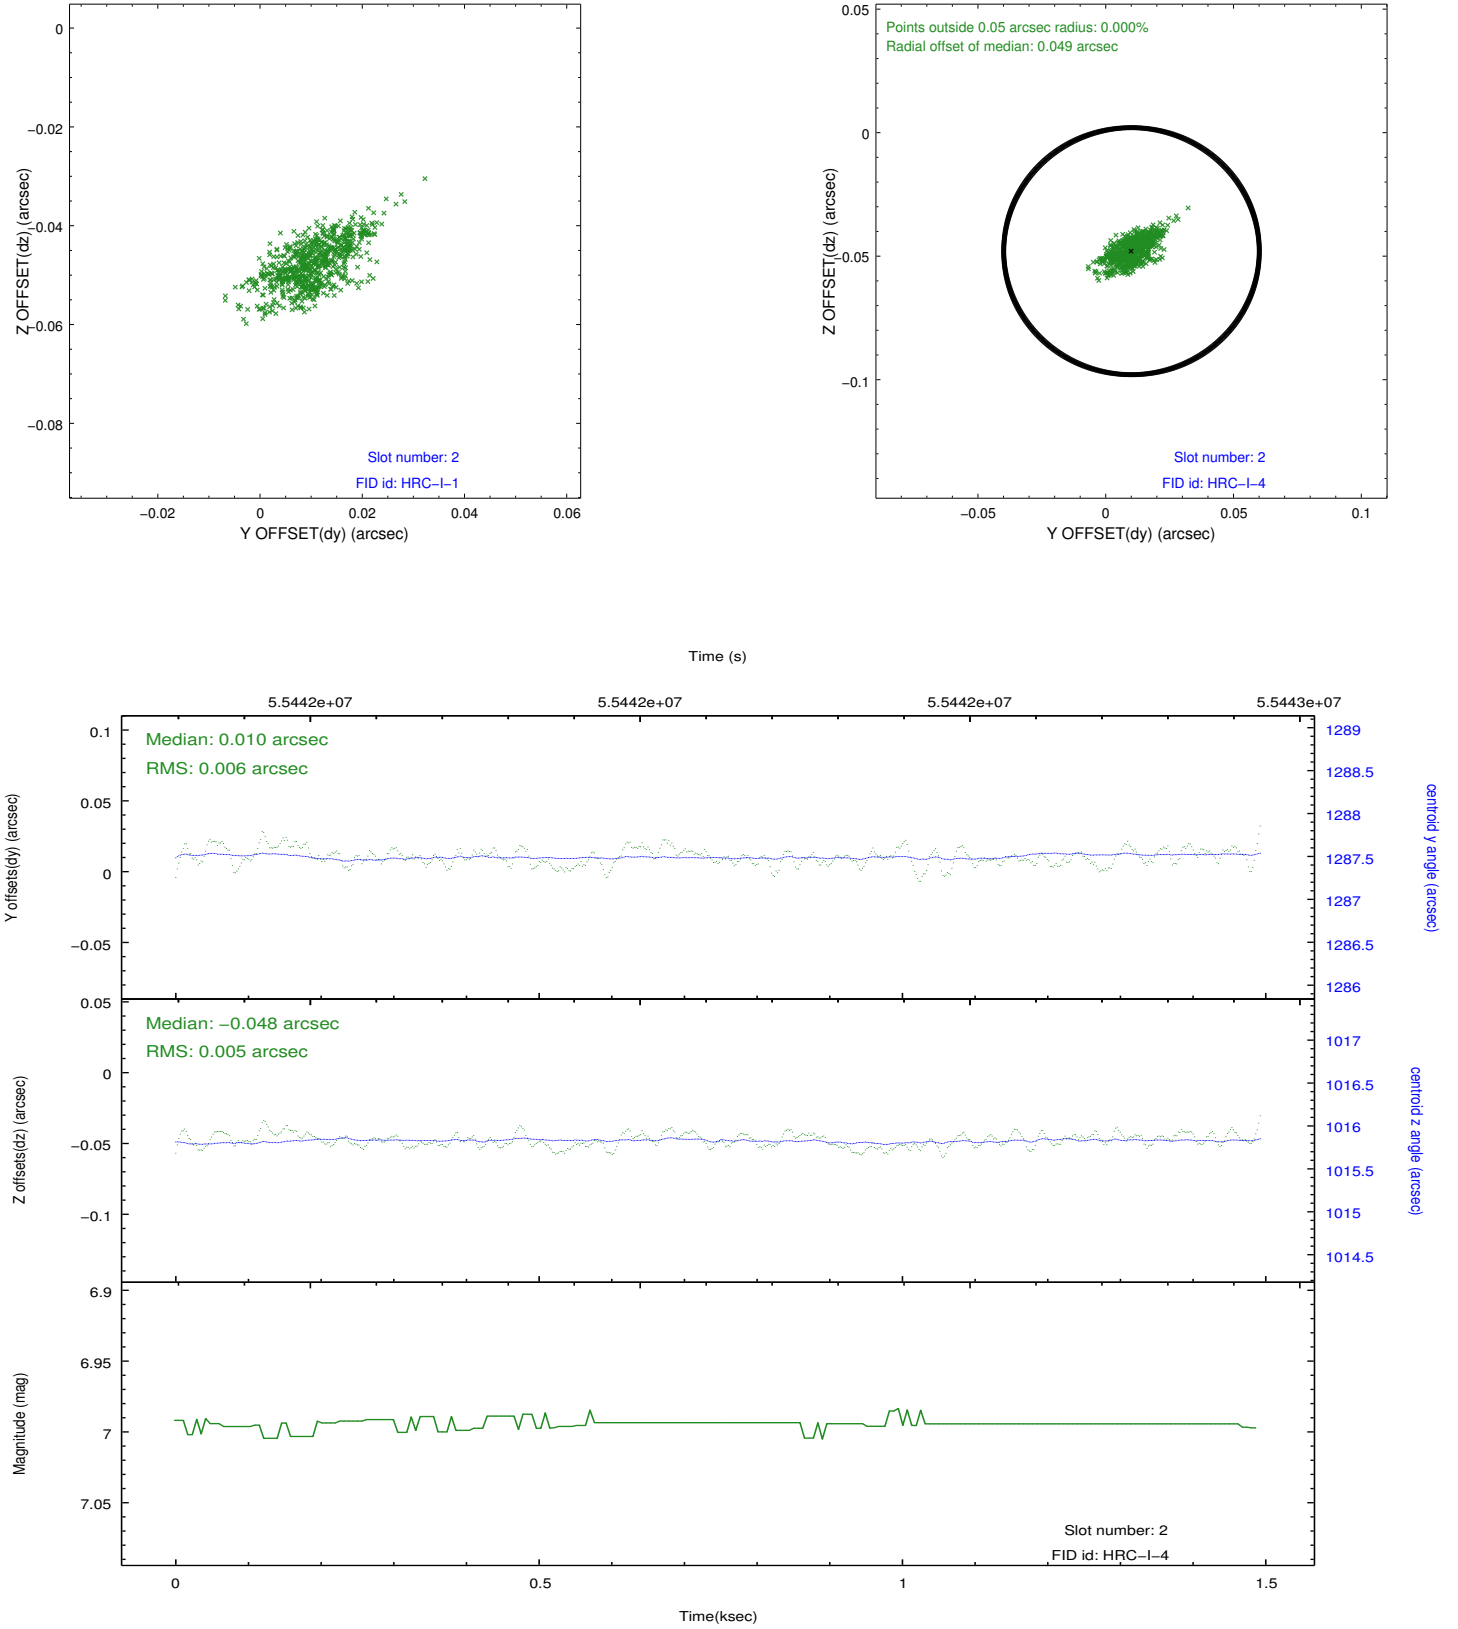 0
−0.02
−0.04
−0.06
−0.08
Z OFFSET(dz) (arcsec)
Slot number: 2
FID id: HRC−I−1
−0.02
0
0.02
0.04
0.06
Y OFFSET(dy) (arcsec)
0.05
0
−0.05
−0.1
Z OFFSET(dz) (arcsec)
Points outside 0.05 arcsec radius: 0.000%
Radial offset of median: 0.049 arcsec
Slot number: 2
FID id: HRC−I−4
−0.05
0
0.05
0.1
Y OFFSET(dy) (arcsec)
Time (s)
5.5442e+07
5.5442e+07
5.5442e+07
5.5443e+07
Median: 0.010 arcsec
RMS: 0.006 arcsec
0.1
0.05
0
−0.05
Y offsets(dy) (arcsec)
1289
1288.5
1288
1287.5
1287
1286.5
1286
centroid y angle (arcsec)
Median: −0.048 arcsec
RMS: 0.005 arcsec
0.05
0
−0.05
−0.1
Z offsets(dz) (arcsec)
1017
1016.5
1016
1015.5
1015
1014.5
centroid z angle (arcsec)
6.9
6.95
7
7.05
Magnitude (mag)
Slot number: 2
FID id: HRC−I−4
0
0.5
1
1.5
Time(ksec)